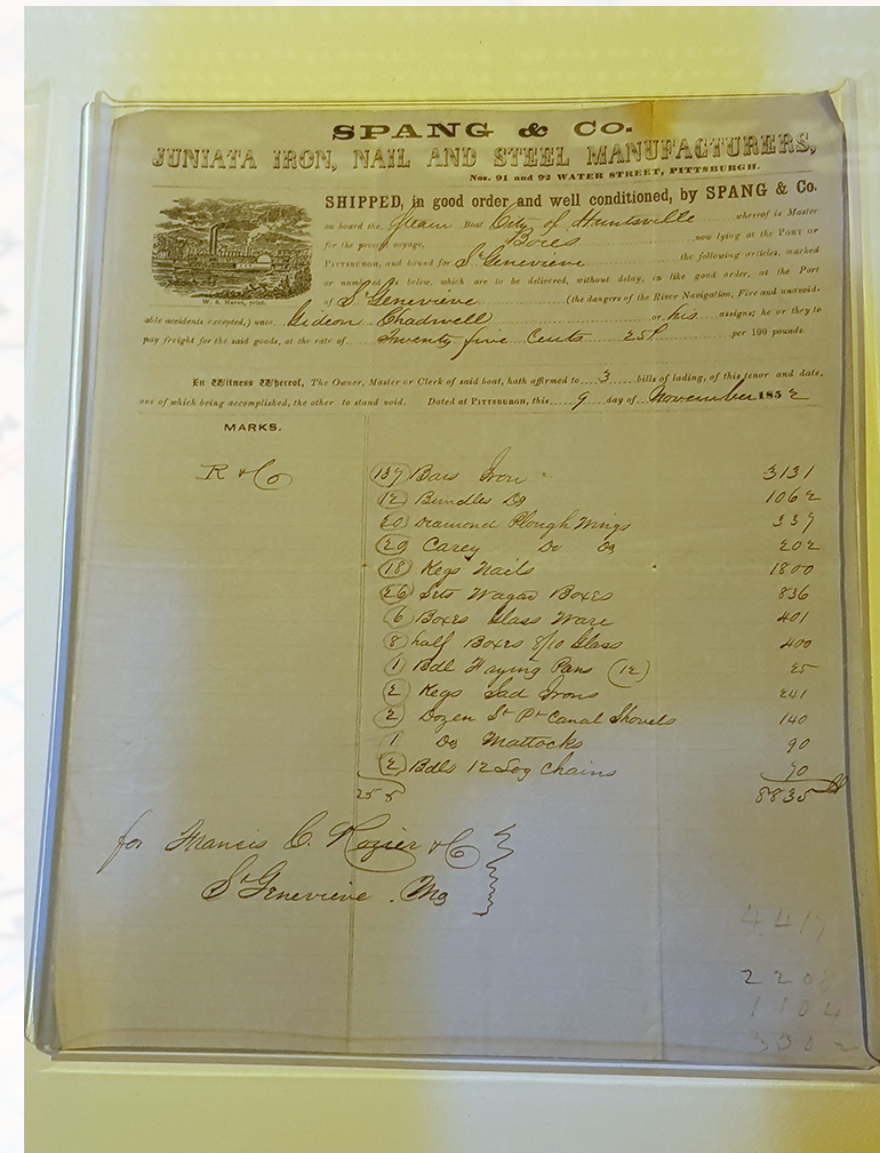 SPANG & CO.
JUNIATA IRON, NAIL AND STEEL MANUFACTURERS,
Nos. 91 and 92 WATER STREET, PITTSBURGH.
SHIPPED, in good order and well conditioned, by SPANG & Co.
on board the Steam Boat City of Huntsville whereof is Master
for the present voyage, Bores now lying at the PORT OF
PITTSBURGH, and bound for St Genevieve the following articles, marked
or numbered as below, which are to be delivered, without delay, in like good order, at the Port
of St Genevieve (the dangers of the River Navigation, Fire and unavoid-
able accidents excepted,) unto Gideon Chadwell or his assigns; he or they to
pay freight for the said goods, at the rate of Twenty five Cents 25¢ per 100 pounds.
In Witness Whereof, The Owner, Master or Clerk of said boat, hath affirmed to 3 bills of lading, of this tenor and date,
one of which being accomplished, the other to stand void. Dated at PITTSBURGH, this 9 day of November 1852
MARKS.
R & Co 137 Bars Iron 3131
12 Bundles Do 1062
20 Diamond Plough Wings 337
20 Carey Do Do 202
18 Kegs Nails 1800
26 Sets Wagon Boxes 836
6 Boxes Glass Ware 401
8 half Boxes 8/10 Glass 400
1 Bdl Frying Pans (12) 25
2 Kegs Sad Irons 241
2 Dozen St Pt Canal Shovels 140
1 Do Mattocks 90
2 Bdls 12 Log Chains 70
255 8835
for Francis C. Rozier & Co
St Genevieve. Mo
4417
2208
1104
3302